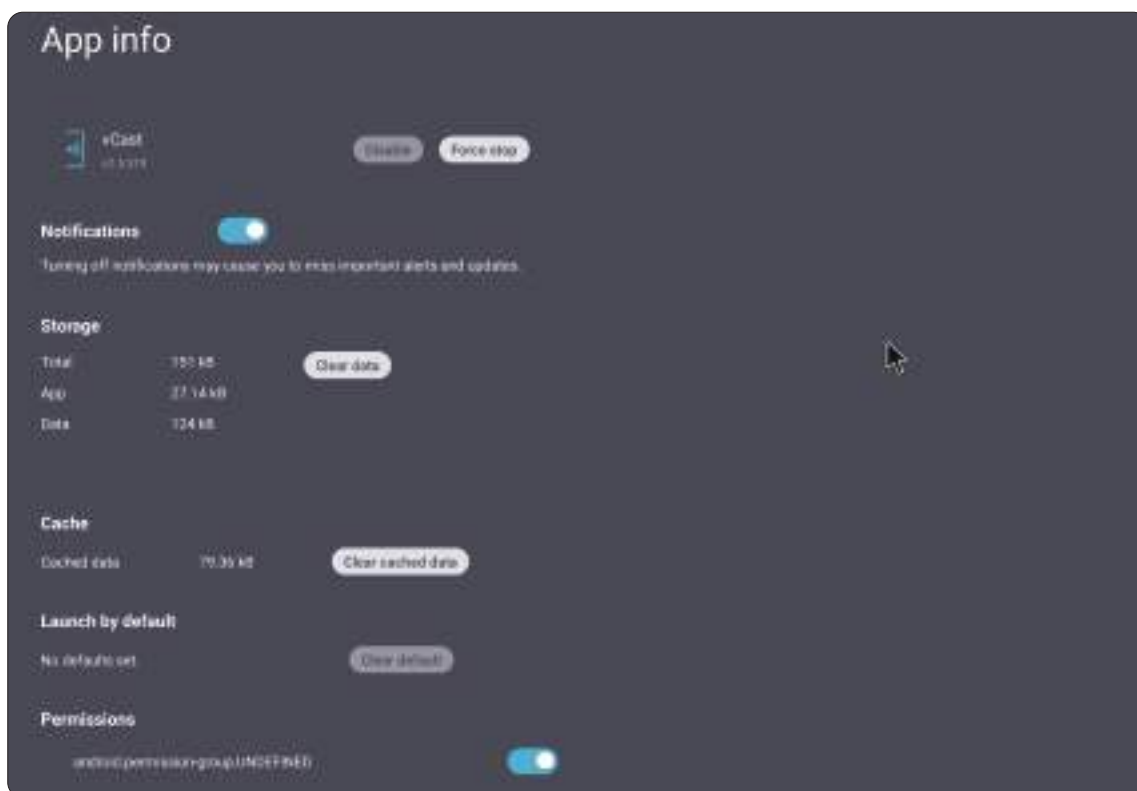 App info
vCast
Disable Force stop
Notifications
Turning off notifications may cause you to miss important alerts and updates.
Storage
Total 151 kB Clear data
App 27.14 kB
Data 124 kB
Cache
Cached data 79.36 kB Clear cached data
Launch by default
No defaults set Clear default
Permissions
android.permission-group.UNDEFINED